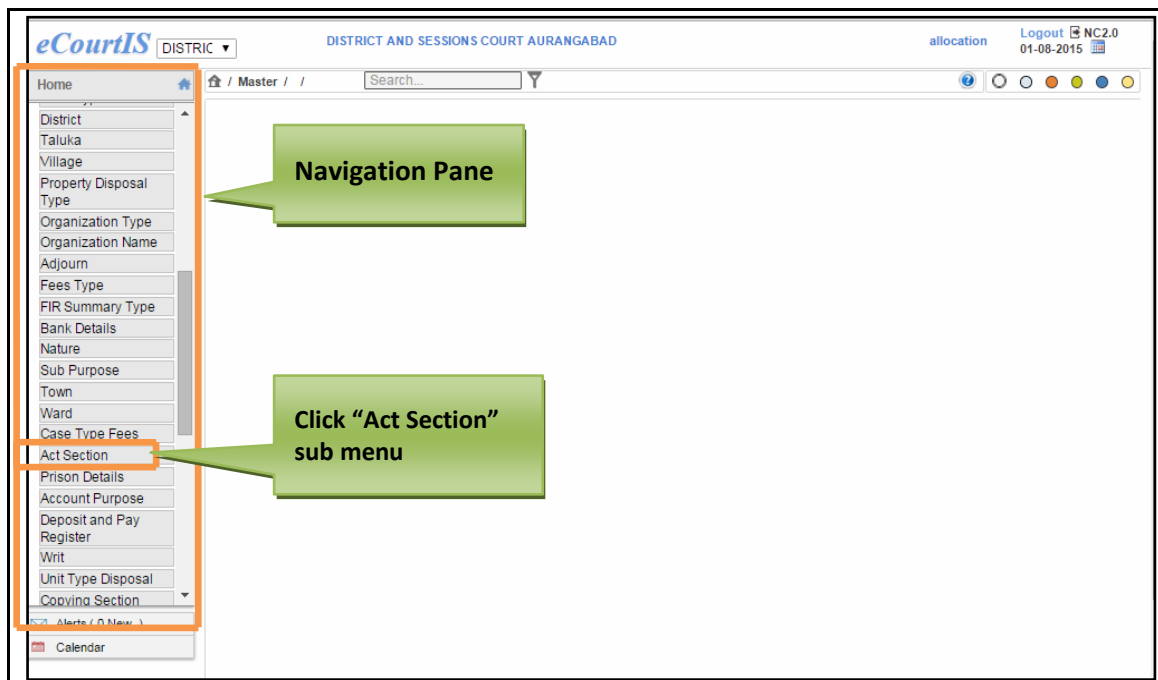 eCourtIS DISTRIC
DISTRICT AND SESSIONS COURT AURANGABAD
allocation
Logout NC2.0
01-08-2015
Home
/ Master / /
Search...
District
Taluka
Village
Property Disposal
Type
Organization Type
Organization Name
Adjourn
Fees Type
FIR Summary Type
Bank Details
Nature
Sub Purpose
Town
Ward
Case Type Fees
Act Section
Prison Details
Account Purpose
Deposit and Pay
Register
Writ
Unit Type Disposal
Copying Section
Alerts ( 0 New )
Calendar
Navigation Pane
Click “Act Section”
sub menu